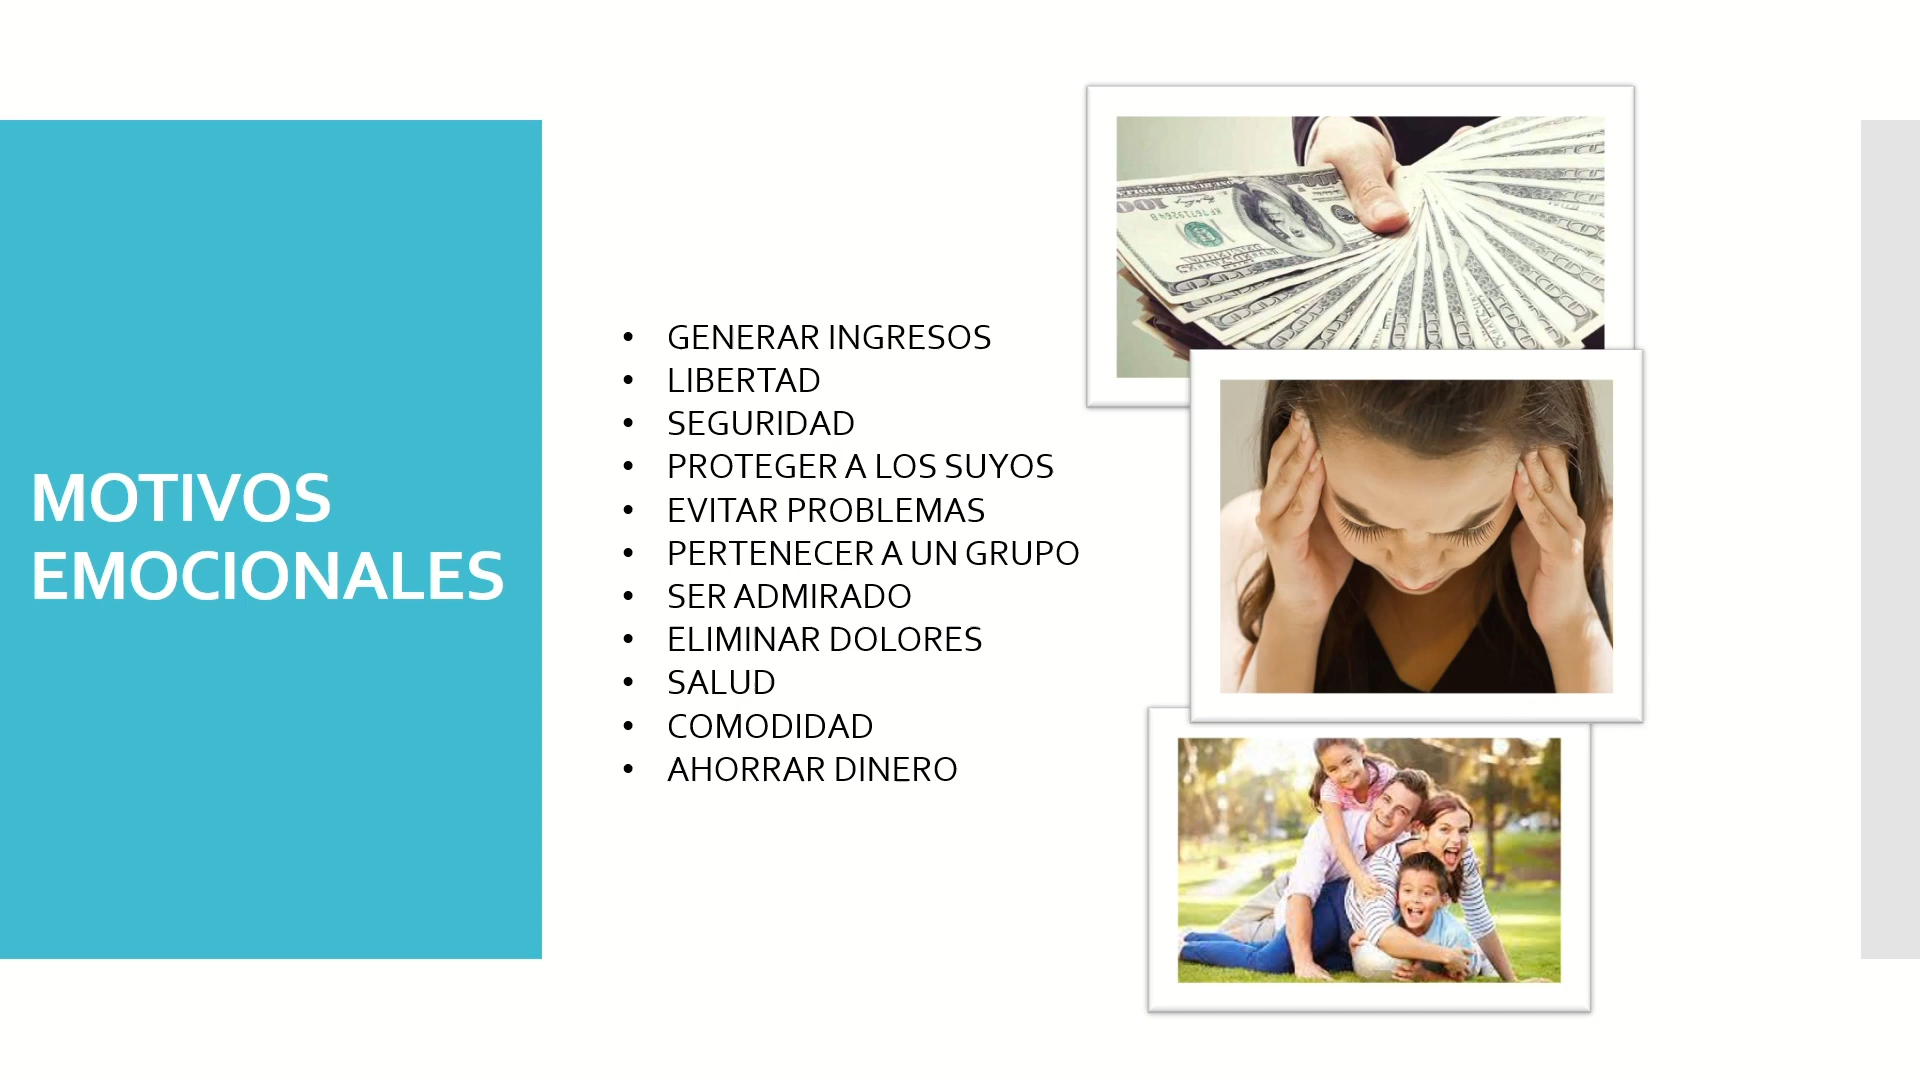 MOTIVOS
EMOCIONALES
• GENERAR INGRESOS
• LIBERTAD
• SEGURIDAD
• PROTEGER A LOS SUYOS
• EVITAR PROBLEMAS
• PERTENECER A UN GRUPO
• SER ADMIRADO
• ELIMINAR DOLORES
• SALUD
• COMODIDAD
• AHORRAR DINERO